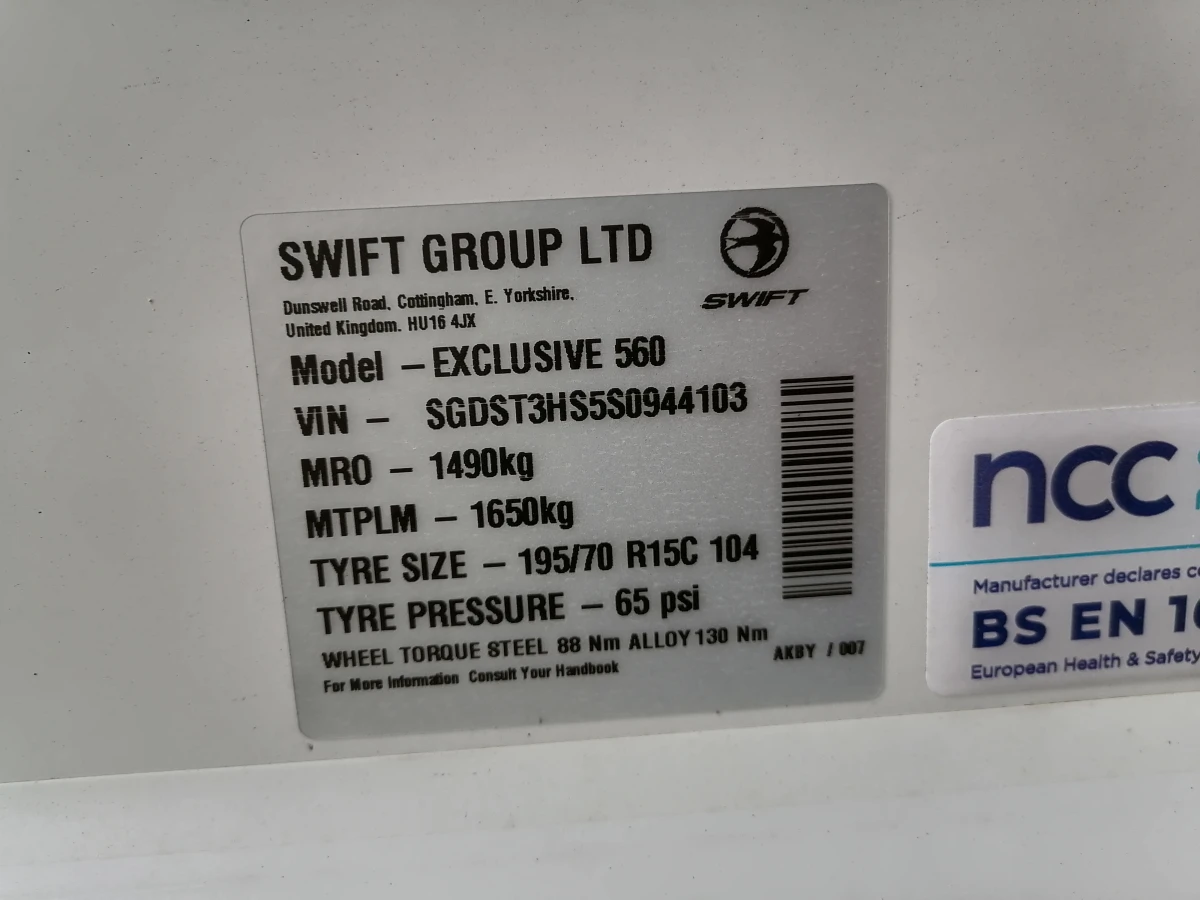 SWIFT GROUP LTD
SWIFT
Dunswell Road, Cottingham, E. Yorkshire,
United Kingdom. HU16 4JX
Model – EXCLUSIVE 560
VIN – SGDST3HS5S0944103
MRO – 1490kg
MTPLM – 1650kg
TYRE SIZE – 195/70 R15C 104
TYRE PRESSURE – 65 psi
WHEEL TORQUE STEEL 88 Nm ALLOY 130 Nm
AKBY / 007
For More Information Consult Your Handbook
ncc
Manufacturer declares
BS EN
European Health & Safety